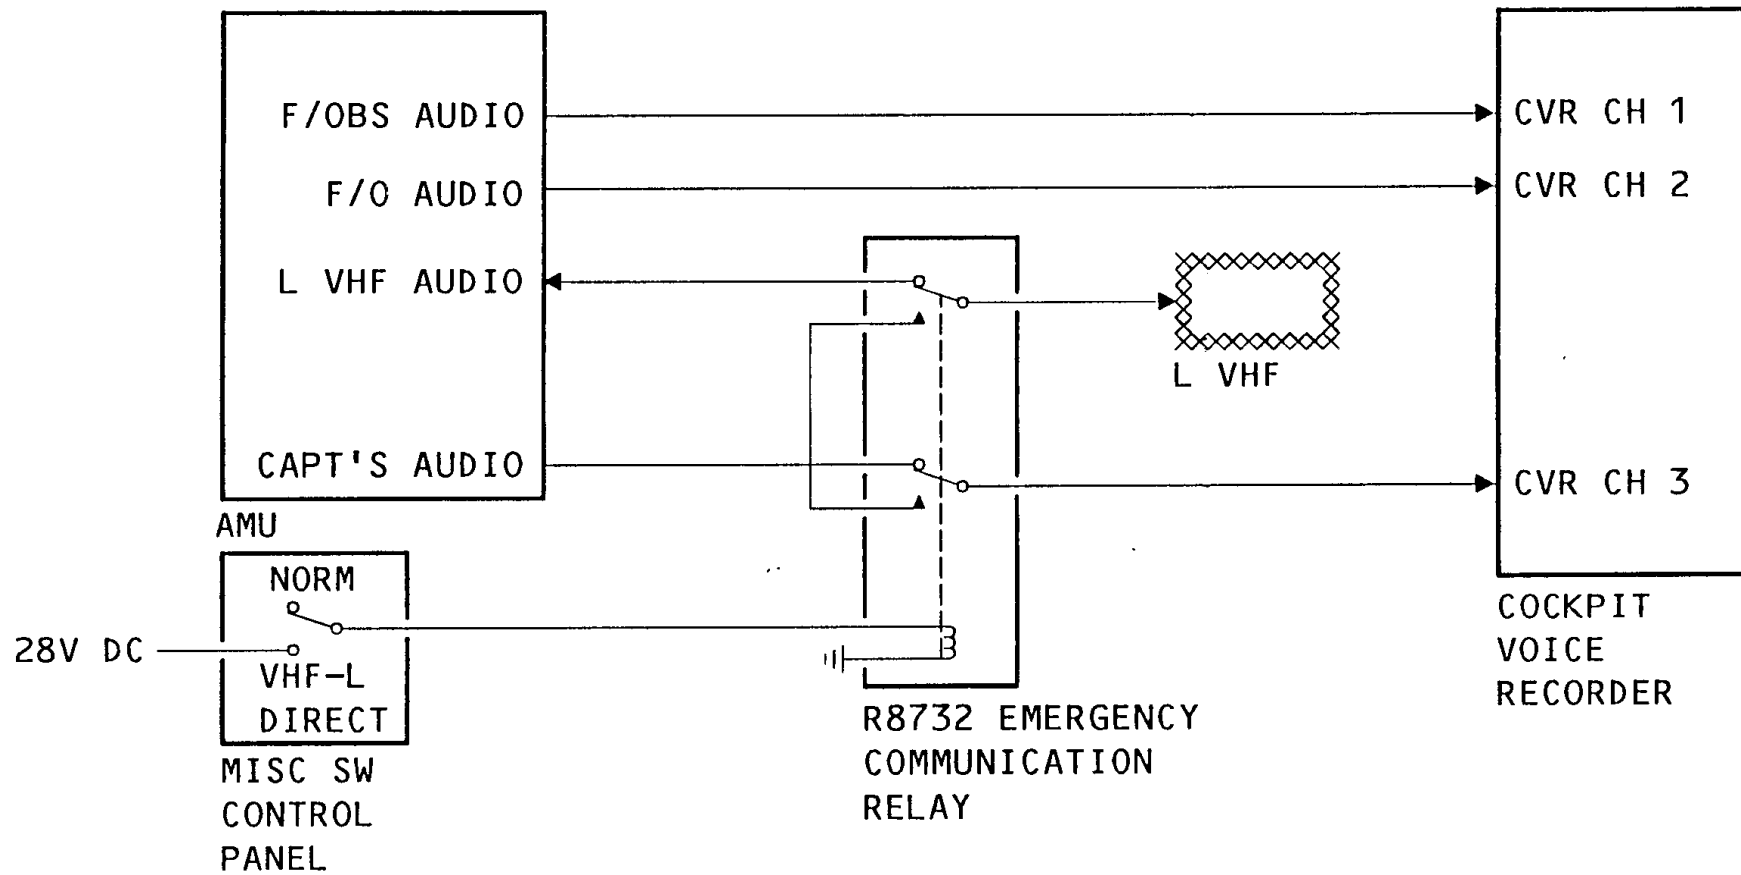 F/OBS AUDIO
CVR CH 1
F/O AUDIO
CVR CH 2
L VHF AUDIO
L VHF
CAPT'S AUDIO
CVR CH 3
AMU
NORM
28V DC
VHF-L
DIRECT
MISC SW
CONTROL
PANEL
R8732 EMERGENCY
COMMUNICATION
RELAY
COCKPIT
VOICE
RECORDER